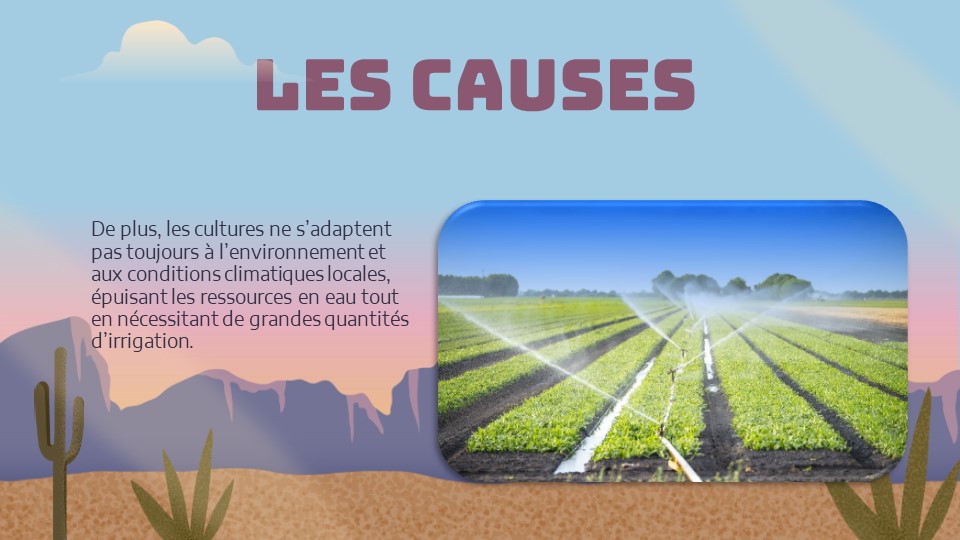 LES CAUSES
De plus, les cultures ne s’adaptent
pas toujours à l’environnement et
aux conditions climatiques locales,
épuisant les ressources en eau tout
en nécessitant de grandes quantités
d’irrigation.